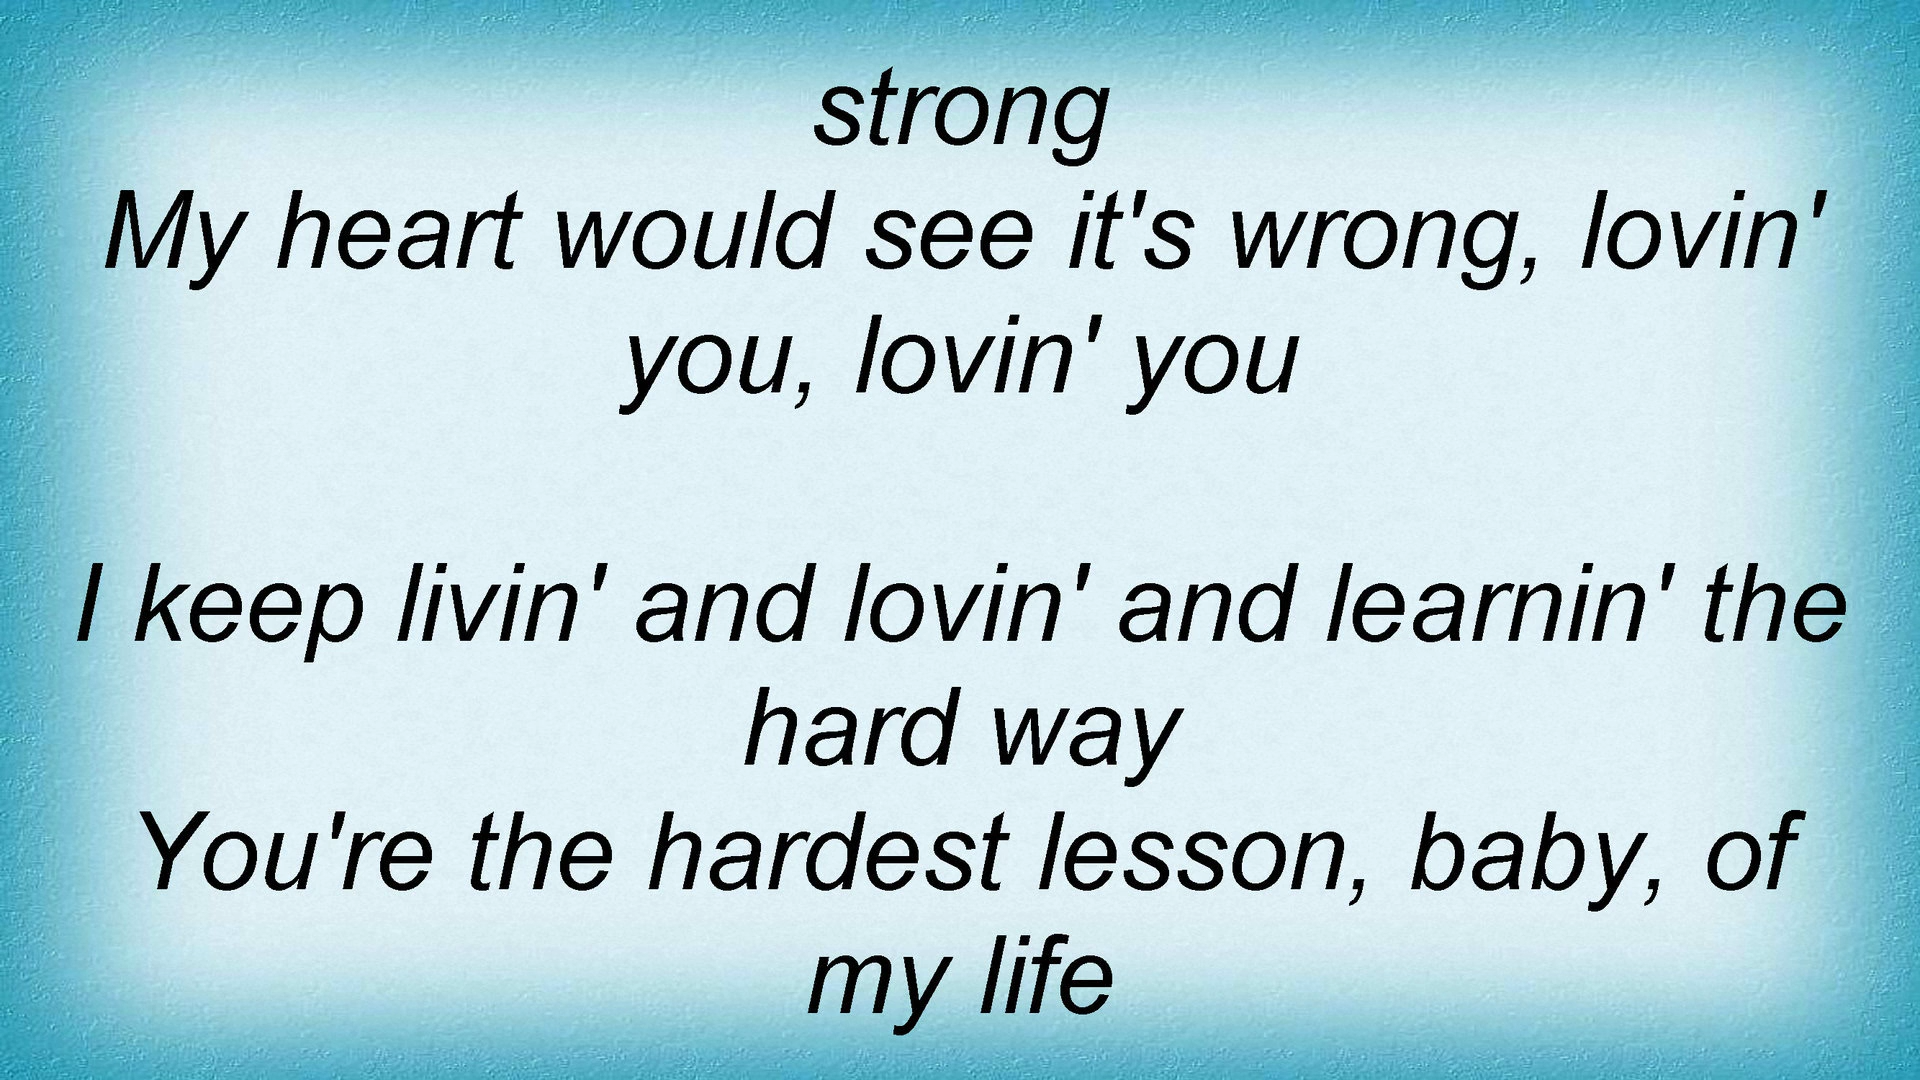 strong
My heart would see it's wrong, lovin'
you, lovin' you
I keep livin' and lovin' and learnin' the
hard way
You're the hardest lesson, baby, of
my life